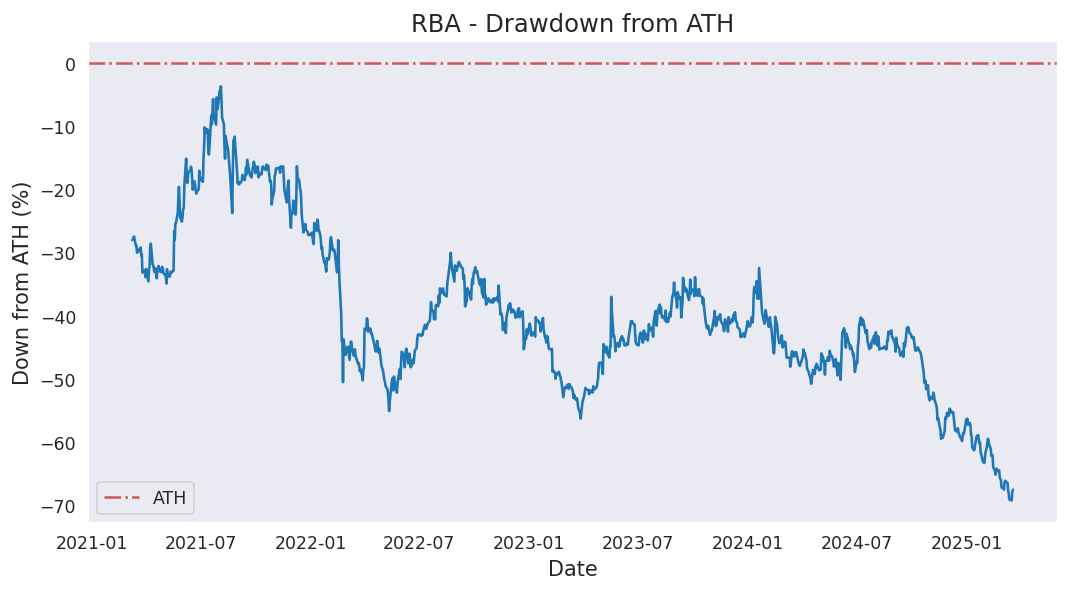 RBA - Drawdown from ATH
Down from ATH (%)
0
−10
−20
−30
−40
−50
−60
−70
ATH
2021-01 2021-07 2022-01 2022-07 2023-01 2023-07 2024-01 2024-07 2025-01
Date